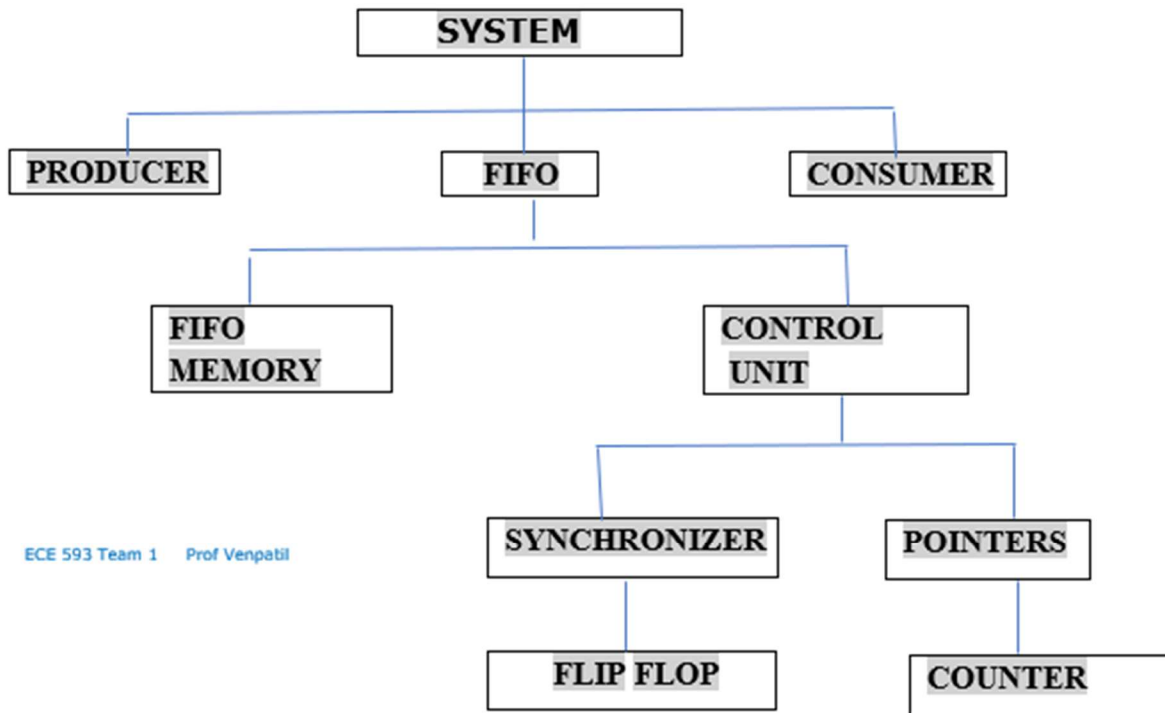 SYSTEM
PRODUCER
FIFO
CONSUMER
FIFO
MEMORY
CONTROL
UNIT
SYNCHRONIZER
POINTERS
ECE 593 Team 1 Prof Venpatil
FLIP FLOP
COUNTER